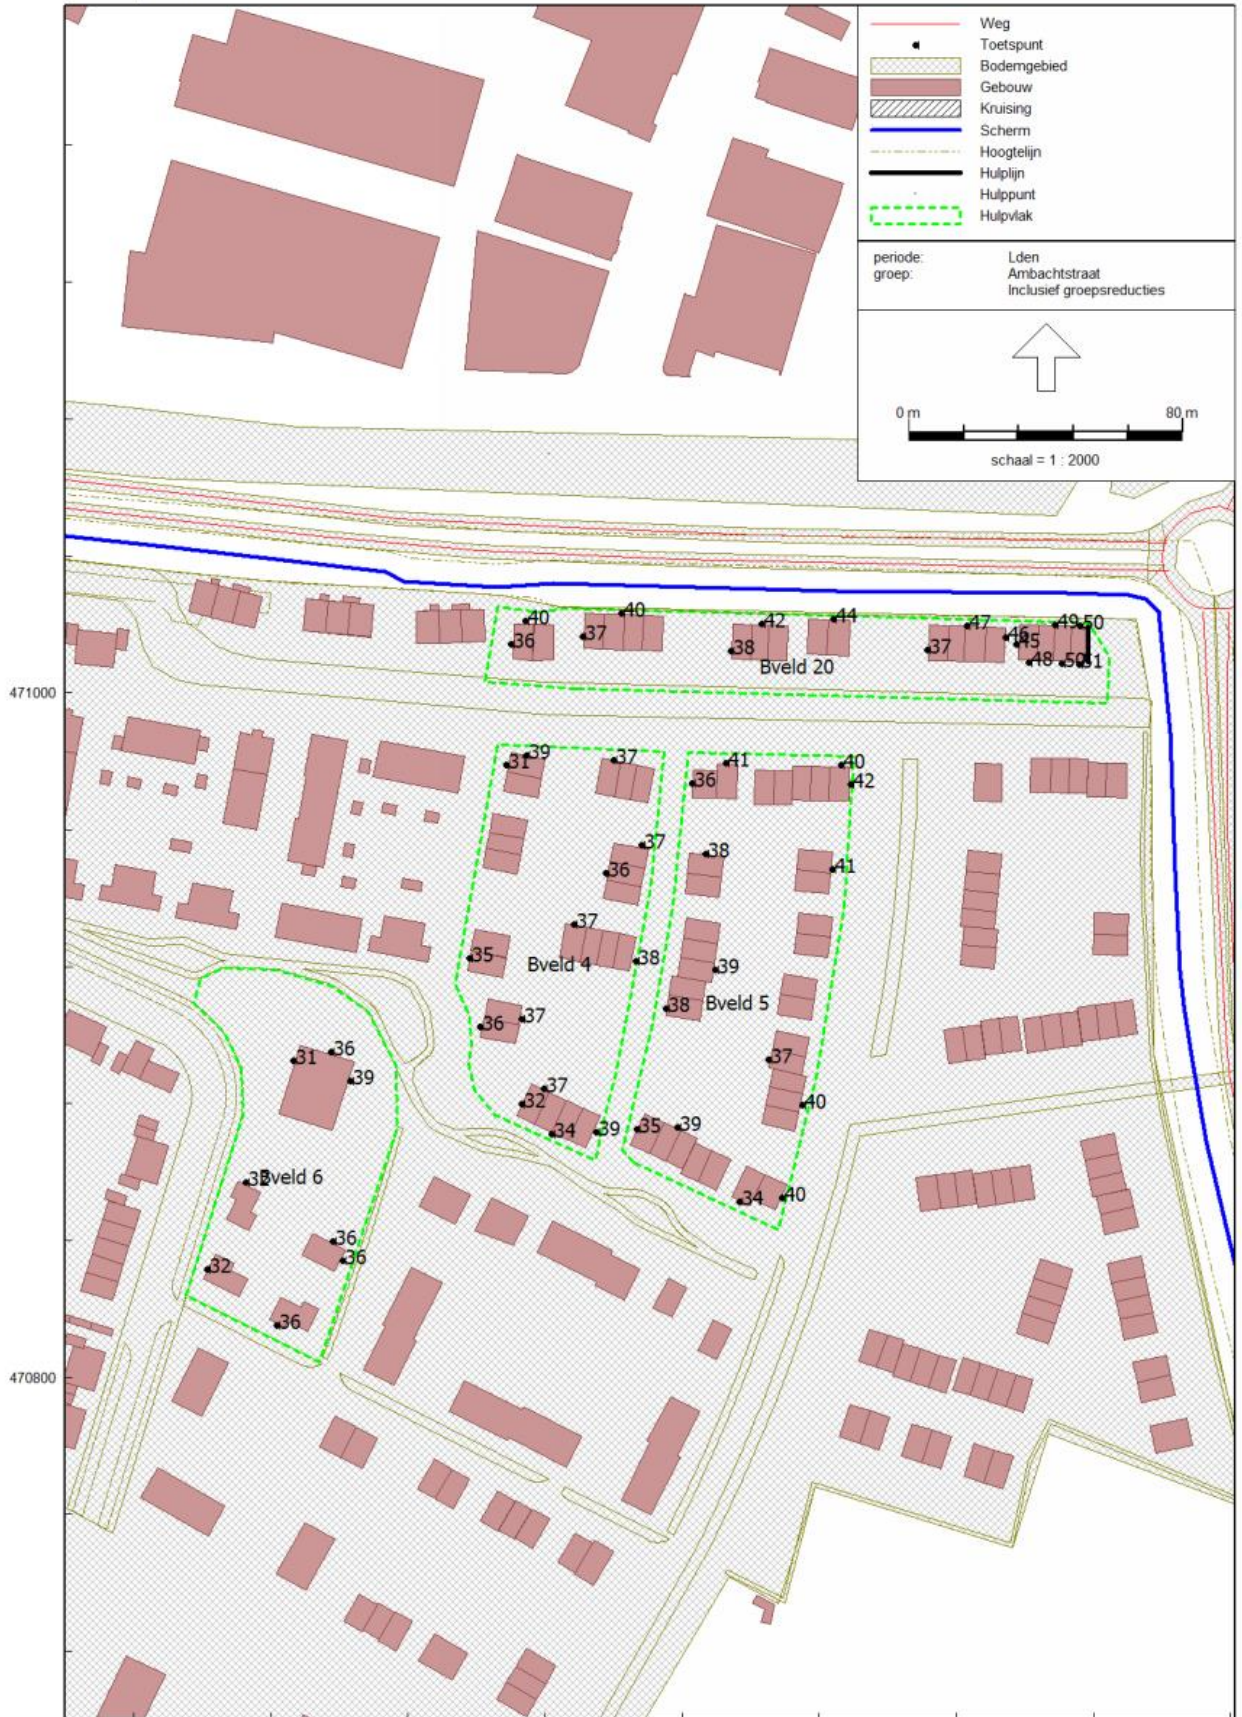 Weg
Toetspunt
Bodemgebied
Gebouw
Kruising
Scherm
Hoogtelijn
Hulplijn
Hulppunt
Hulpvlak
periode: Lden
groep: Ambachtstraat
Inclusief groepsreducties
0 m 80 m
schaal = 1 : 2000
40 40 42 44 47 49 50
36 37 38 37 46 45
48 50 51
Bveld 20
471000
39 37 41 40
31 36 42
37 38 41
36
37
35 38 39
Bveld 4
38 Bveld 5
36 37
31 36 39 37
37 40
32
34 39 35 39
Bveld 6
34 40
36
32 36
36
470800